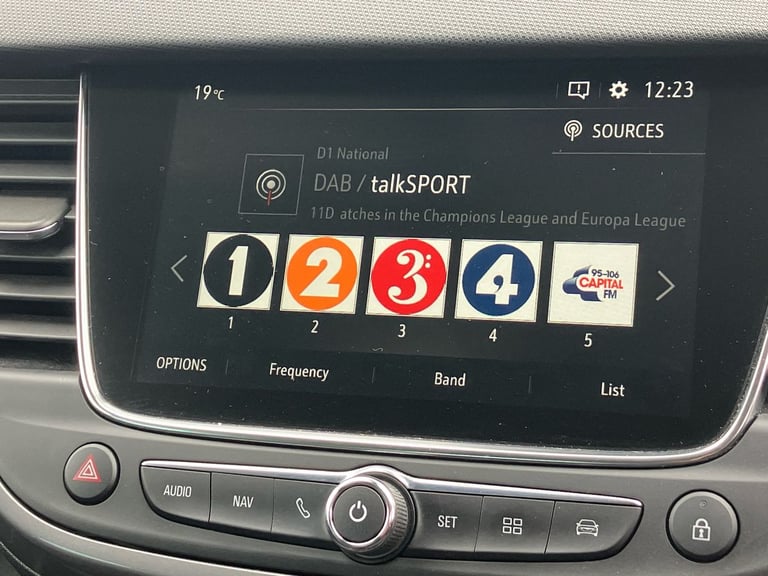 19°C
12:23
SOURCES
D1 National
DAB / talkSPORT
11D atches in the Champions League and Europa League
1 2 3: 4 95-106 CAPITAL FM
1 2 3 4 5
OPTIONS Frequency Band List
AUDIO NAV SET